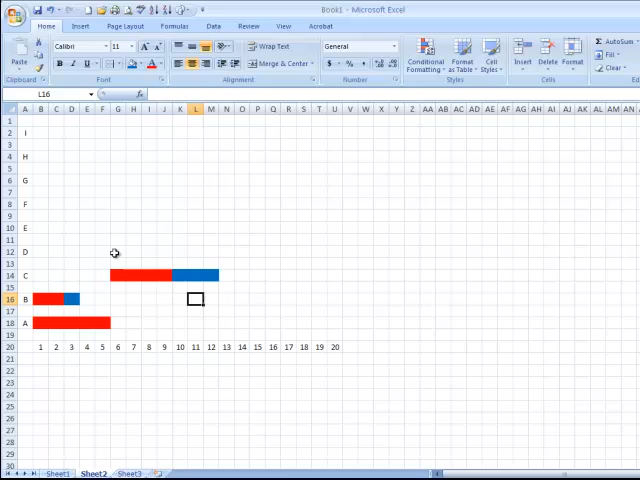 Book1 - Microsoft Excel
Home Insert Page Layout Formulas Data Review View Acrobat
Paste
Calibri 11 A A
B I U A
Wrap Text
Merge & Center
General
$ % ,
Conditional Formatting
Format as Table
Cell Styles
Insert Delete Format
Σ AutoSum
Fill
Clear
Clipboard Font Alignment Number Styles Cells
L16 fx
A B C D E F G H I J K L M N O P Q R S T U V W X Y Z AA AB AC AD AE AF AG AH AI AJ AK AL AM AN
1
2 I
3
4 H
5
6 G
7
8 F
9
10 E
11
12 D
13
14 C
15
16 B
17
18 A
19
20 1 2 3 4 5 6 7 8 9 10 11 12 13 14 15 16 17 18 19 20
21
22
23
24
25
26
27
28
29
30
Sheet1 Sheet2 Sheet3